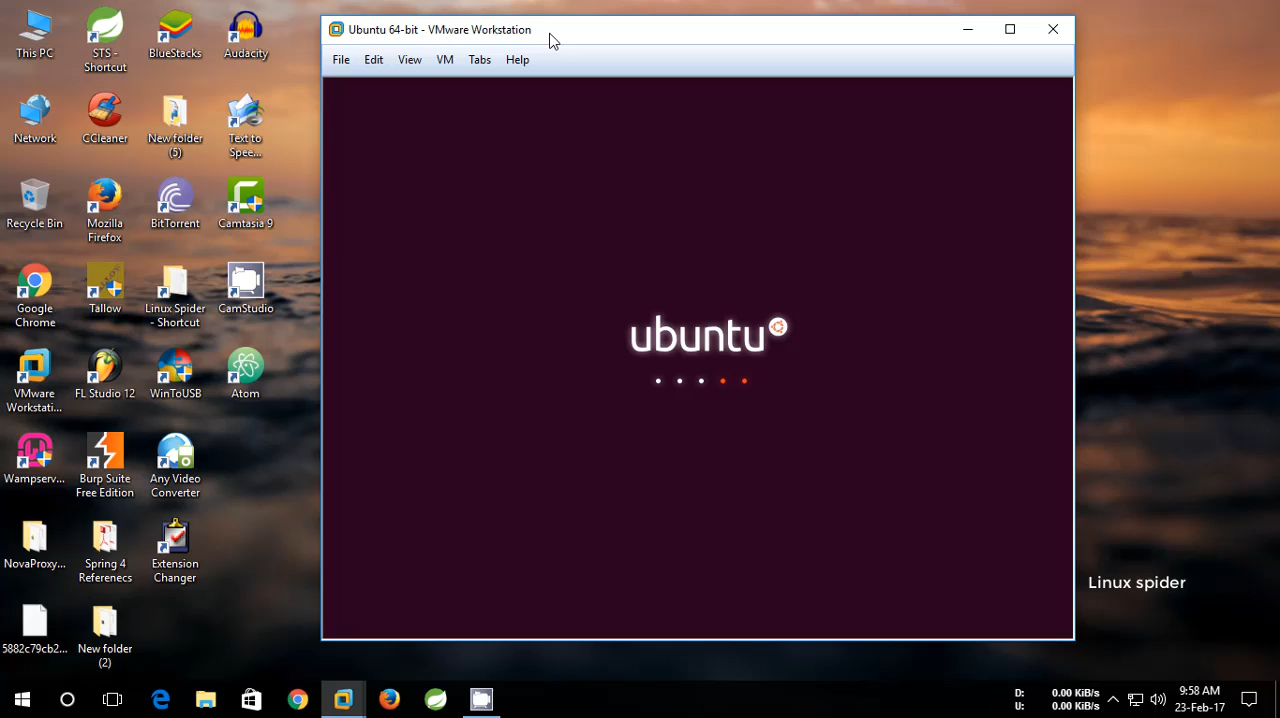 Ubuntu 64-bit - VMware Workstation
File Edit View VM Tabs Help
ubuntu
This PC
STS -
Shortcut
BlueStacks
Audacity
Network
CCleaner
New folder
(5)
Text to
Spee...
Recycle Bin
Mozilla
Firefox
BitTorrent
Camtasia 9
Google
Chrome
Tallow
Linux Spider
- Shortcut
CamStudio
VMware
Workstati...
FL Studio 12
WinToUSB
Atom
Wampserv...
Burp Suite
Free Edition
Any Video
Converter
NovaProxy...
Spring 4
Referenecs
Extension
Changer
5882c79cb2...
New folder
(2)
Linux spider
D: 0.00 KiB/s
U: 0.00 KiB/s
9:58 AM
23-Feb-17